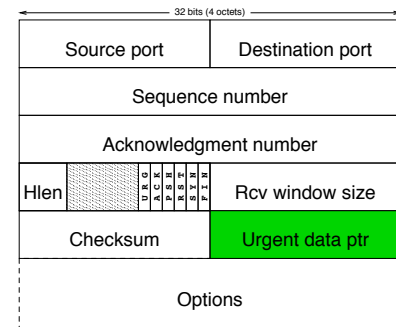 32 bits (4 octets)
Source port Destination port
Sequence number
Acknowledgment number
Hlen URG ACK PSH RST SYN FIN Rcv window size
Checksum Urgent data ptr
Options